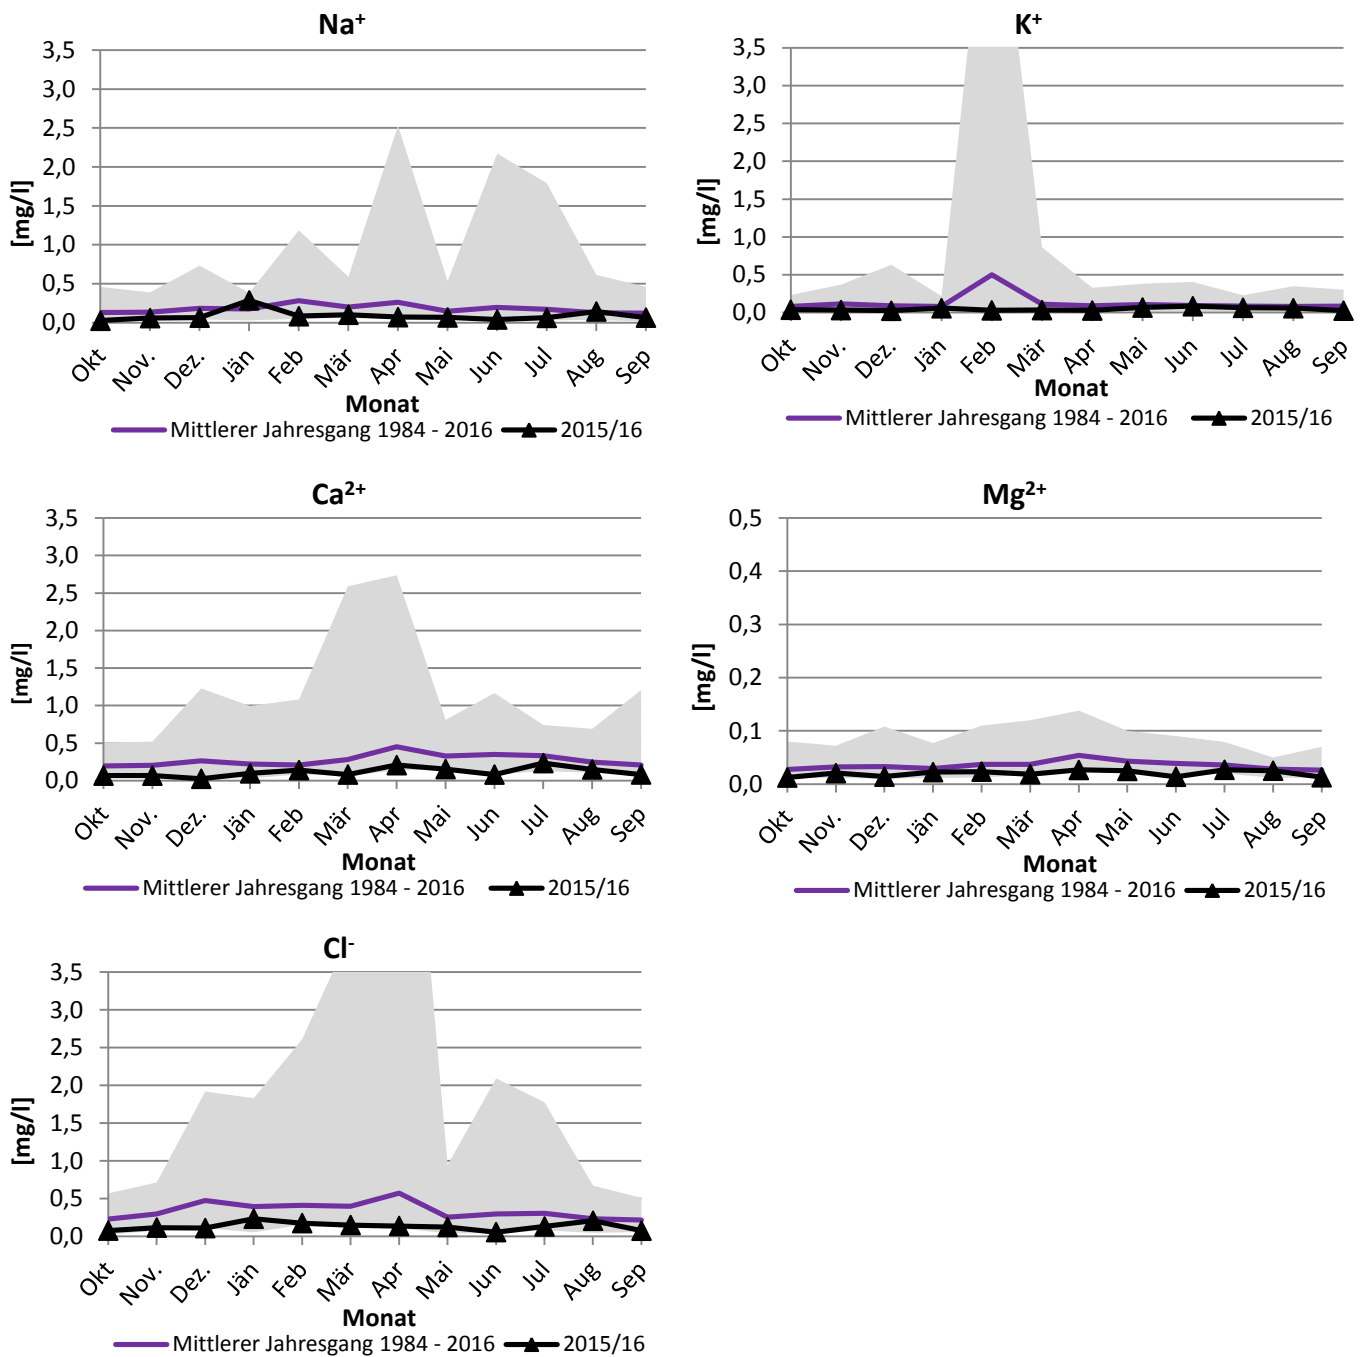 Na⁺
3,5
3,0
2,5
2,0
1,5
1,0
0,5
0,0
[mg/l]
Okt Nov. Dez. Jän Feb Mär Apr Mai Jun Jul Aug Sep
Monat
Mittlerer Jahresgang 1984 - 2016 2015/16
K⁺
3,5
3,0
2,5
2,0
1,5
1,0
0,5
0,0
[mg/l]
Okt Nov. Dez. Jän Feb Mär Apr Mai Jun Jul Aug Sep
Monat
Mittlerer Jahresgang 1984 - 2016 2015/16
Ca²⁺
3,5
3,0
2,5
2,0
1,5
1,0
0,5
0,0
[mg/l]
Okt Nov. Dez. Jän Feb Mär Apr Mai Jun Jul Aug Sep
Monat
Mittlerer Jahresgang 1984 - 2016 2015/16
Mg²⁺
0,5
0,4
0,3
0,2
0,1
0,0
[mg/l]
Okt Nov. Dez. Jän Feb Mär Apr Mai Jun Jul Aug Sep
Monat
Mittlerer Jahresgang 1984 - 2016 2015/16
Cl⁻
3,5
3,0
2,5
2,0
1,5
1,0
0,5
0,0
[mg/l]
Okt Nov. Dez. Jän Feb Mär Apr Mai Jun Jul Aug Sep
Monat
Mittlerer Jahresgang 1984 - 2016 2015/16